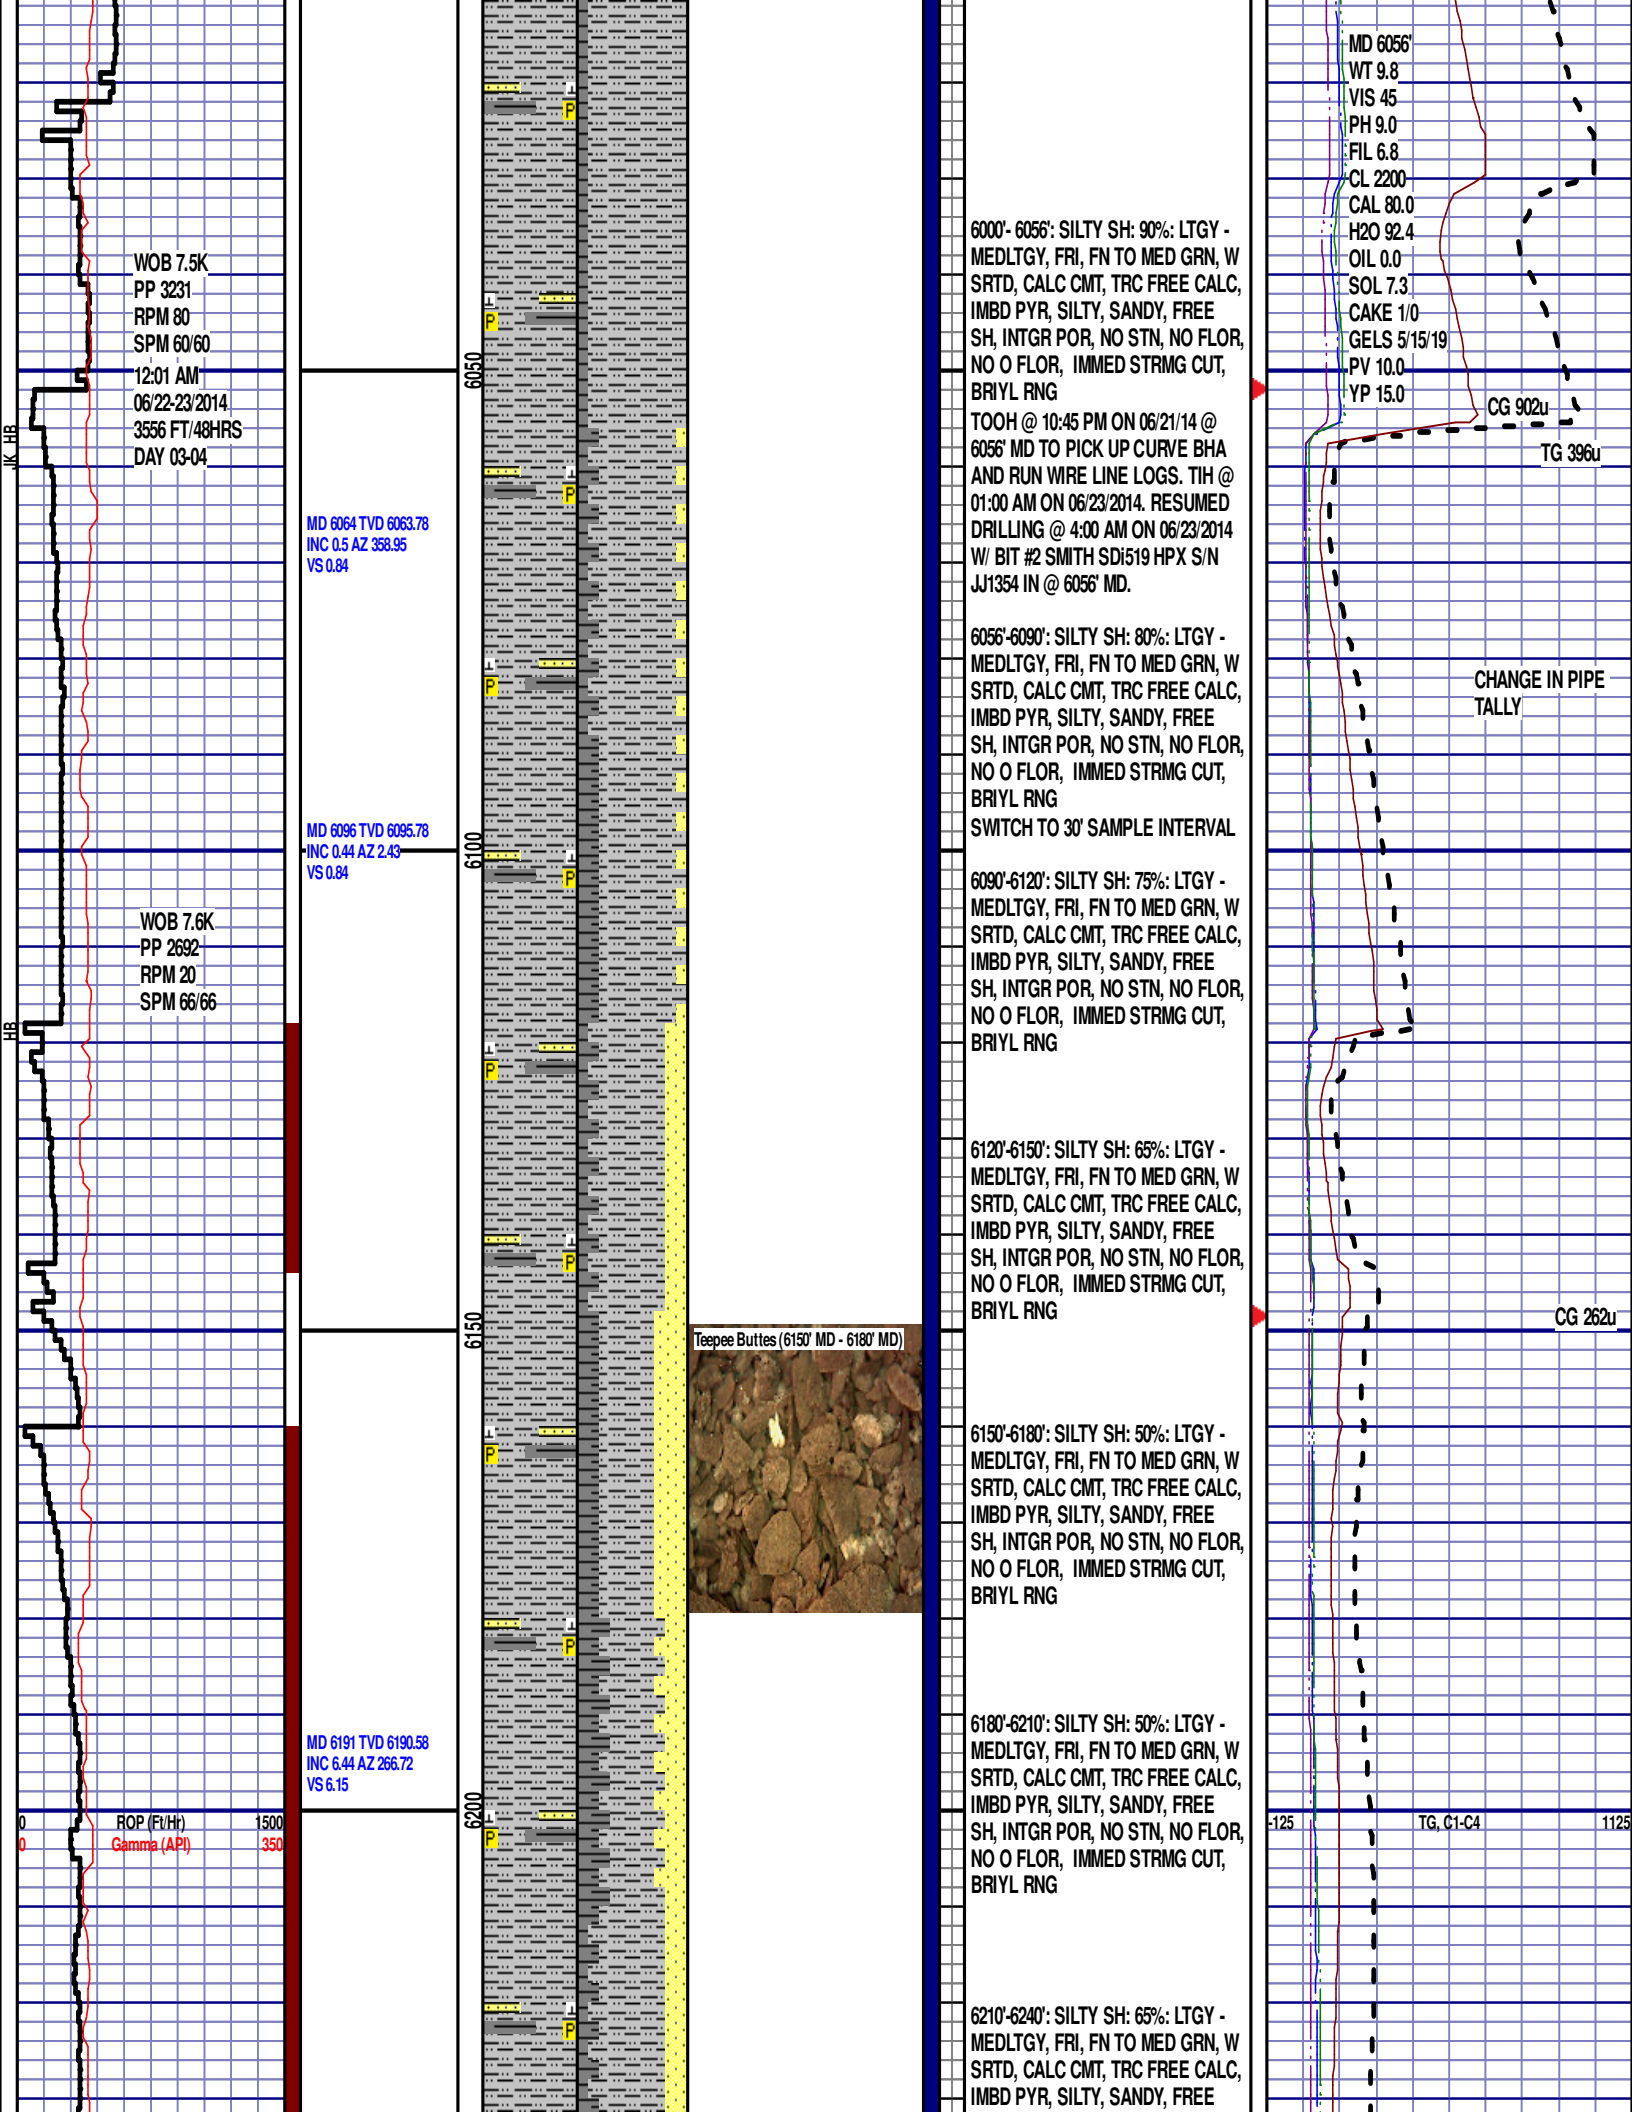 WOB 7.5K
PP 3231
RPM 80
SPM 60/60
12:01 AM
06/22-23/2014
3556 FT/48HRS
DAY 03-04
JK_HB
WOB 7.6K
PP 2692
RPM 20
SPM 66/66
HB
0 ROP (Ft/Hr) 1500
0 Gamma (API) 350
MD 6064 TVD 6063.78
INC 0.5 AZ 358.95
VS 0.84
MD 6096 TVD 6095.78
INC 0.44 AZ 2.43
VS 0.84
MD 6191 TVD 6190.58
INC 6.44 AZ 266.72
VS 6.15
6050
6100
6150
6200
P
P
P
P
P
P
P
P
P
P
P
Teepee Buttes (6150' MD - 6180' MD)
6000'- 6056': SILTY SH: 90%: LTGY -
MEDLTGY, FRI, FN TO MED GRN, W
SRTD, CALC CMT, TRC FREE CALC,
IMBD PYR, SILTY, SANDY, FREE
SH, INTGR POR, NO STN, NO FLOR,
NO O FLOR, IMMED STRMG CUT,
BRIYL RNG
TOOH @ 10:45 PM ON 06/21/14 @
6056' MD TO PICK UP CURVE BHA
AND RUN WIRE LINE LOGS. TIH @
01:00 AM ON 06/23/2014. RESUMED
DRILLING @ 4:00 AM ON 06/23/2014
W/ BIT #2 SMITH SDi519 HPX S/N
JJ1354 IN @ 6056' MD.
6056'-6090': SILTY SH: 80%: LTGY -
MEDLTGY, FRI, FN TO MED GRN, W
SRTD, CALC CMT, TRC FREE CALC,
IMBD PYR, SILTY, SANDY, FREE
SH, INTGR POR, NO STN, NO FLOR,
NO O FLOR, IMMED STRMG CUT,
BRIYL RNG
SWITCH TO 30' SAMPLE INTERVAL
6090'-6120': SILTY SH: 75%: LTGY -
MEDLTGY, FRI, FN TO MED GRN, W
SRTD, CALC CMT, TRC FREE CALC,
IMBD PYR, SILTY, SANDY, FREE
SH, INTGR POR, NO STN, NO FLOR,
NO O FLOR, IMMED STRMG CUT,
BRIYL RNG
6120'-6150': SILTY SH: 65%: LTGY -
MEDLTGY, FRI, FN TO MED GRN, W
SRTD, CALC CMT, TRC FREE CALC,
IMBD PYR, SILTY, SANDY, FREE
SH, INTGR POR, NO STN, NO FLOR,
NO O FLOR, IMMED STRMG CUT,
BRIYL RNG
6150'-6180': SILTY SH: 50%: LTGY -
MEDLTGY, FRI, FN TO MED GRN, W
SRTD, CALC CMT, TRC FREE CALC,
IMBD PYR, SILTY, SANDY, FREE
SH, INTGR POR, NO STN, NO FLOR,
NO O FLOR, IMMED STRMG CUT,
BRIYL RNG
6180'-6210': SILTY SH: 50%: LTGY -
MEDLTGY, FRI, FN TO MED GRN, W
SRTD, CALC CMT, TRC FREE CALC,
IMBD PYR, SILTY, SANDY, FREE
SH, INTGR POR, NO STN, NO FLOR,
NO O FLOR, IMMED STRMG CUT,
BRIYL RNG
6210'-6240': SILTY SH: 65%: LTGY -
MEDLTGY, FRI, FN TO MED GRN, W
SRTD, CALC CMT, TRC FREE CALC,
IMBD PYR, SILTY, SANDY, FREE
MD 6056'
WT 9.8
VIS 45
PH 9.0
FIL 6.8
CL 2200
CAL 80.0
H2O 92.4
OIL 0.0
SOL 7.3
CAKE 1/0
GELS 5/15/19
PV 10.0
YP 15.0
CG 902u
TG 396u
CHANGE IN PIPE
TALLY
CG 262u
-125 TG, C1-C4 1125